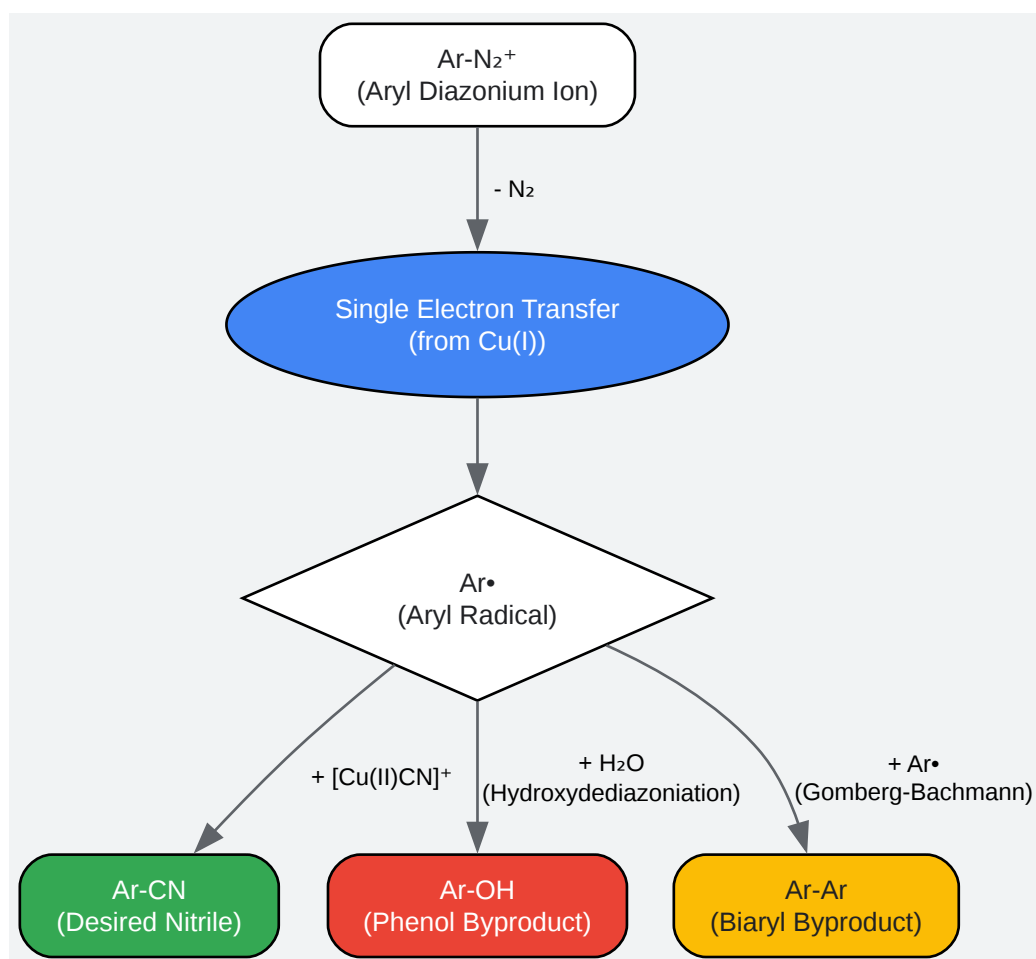 Ar-N₂⁺
(Aryl Diazonium Ion)
- N₂
Single Electron Transfer
(from Cu(I))
Ar•
(Aryl Radical)
+ [Cu(II)CN]⁺
+ H₂O
(Hydroxydediazoniation)
+ Ar•
(Gomberg-Bachmann)
Ar-CN
(Desired Nitrile)
Ar-OH
(Phenol Byproduct)
Ar-Ar
(Biaryl Byproduct)